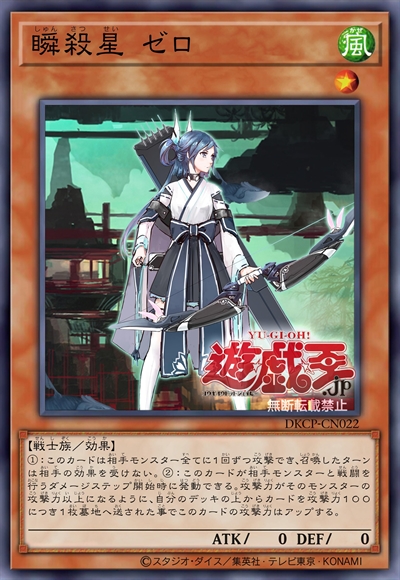 しゅん さつ せい
瞬殺星 ゼロ
かぜ
風
YU-GI-OH!
遊戯王.jp
無断転載禁止
DKCP-CN022
【戦士族／効果】
①：このカードは相手モンスター全てに1回ずつ攻撃でき、召喚したターン
は相手の効果を受けない。②：このカードが相手モンスターと戦闘を
行うダメージステップ開始時に発動できる。攻撃力がそのモンスターの
攻撃力以上になるように、自分のデッキの上からカードを攻撃力１００
につき１枚墓地へ送された事でこのカードの攻撃力はアップする。
ATK/ 0 DEF/ 0
©スタジオ・ダイス／集英社・テレビ東京・KONAMI